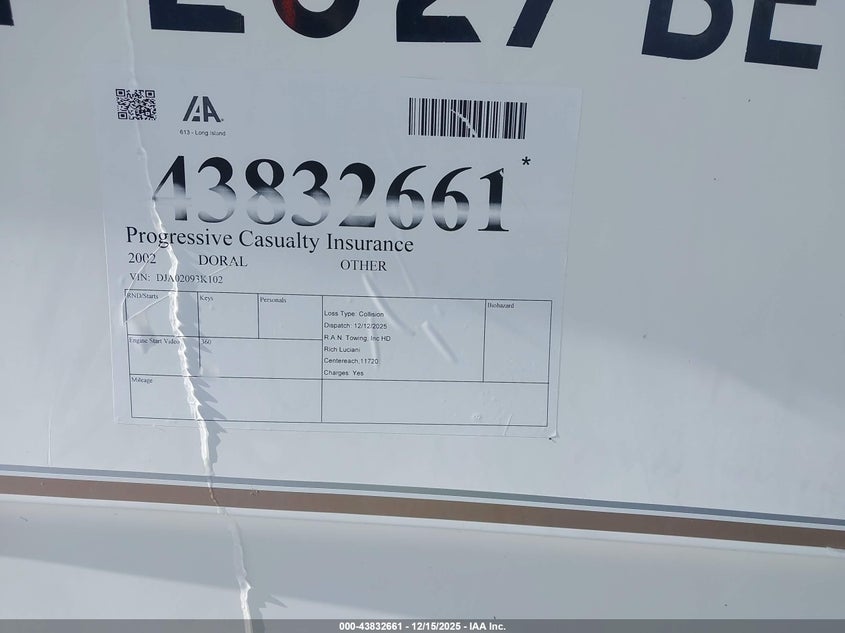 2627 BE
IAA
613 - Long Island
43832661*
Progressive Casualty Insurance
2002 DORAL OTHER
VIN: DJA02093K102
RND/Starts Keys Personals Biohazard
Loss Type: Collision
Dispatch: 12/12/2025
R.A.N. Towing, Inc HD
Engine Start Video 360
Rich Luciani
Centereach,11720
Charges: Yes
Mileage
000-43832661 - 12/15/2025 - IAA Inc.